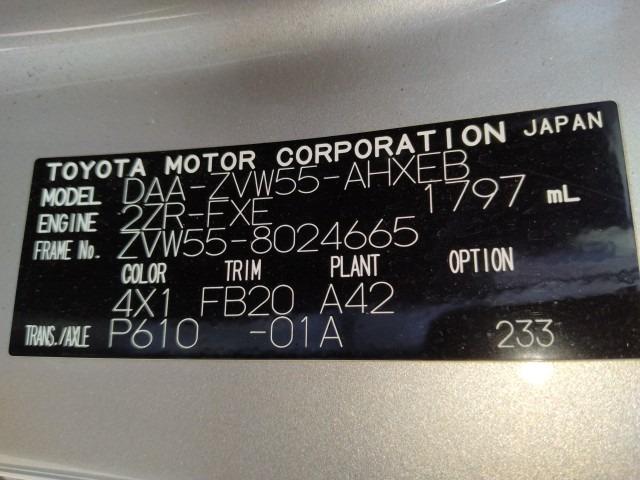 TOYOTA MOTOR CORPORATION JAPAN
MODEL DAA-ZVW55-AHXEB
ENGINE 2ZR-FXE 1797 mL
FRAME No. ZVW55-8024665
COLOR TRIM PLANT OPTION
4X1 FB20 A42
TRANS./AXLE P610 -01A 233